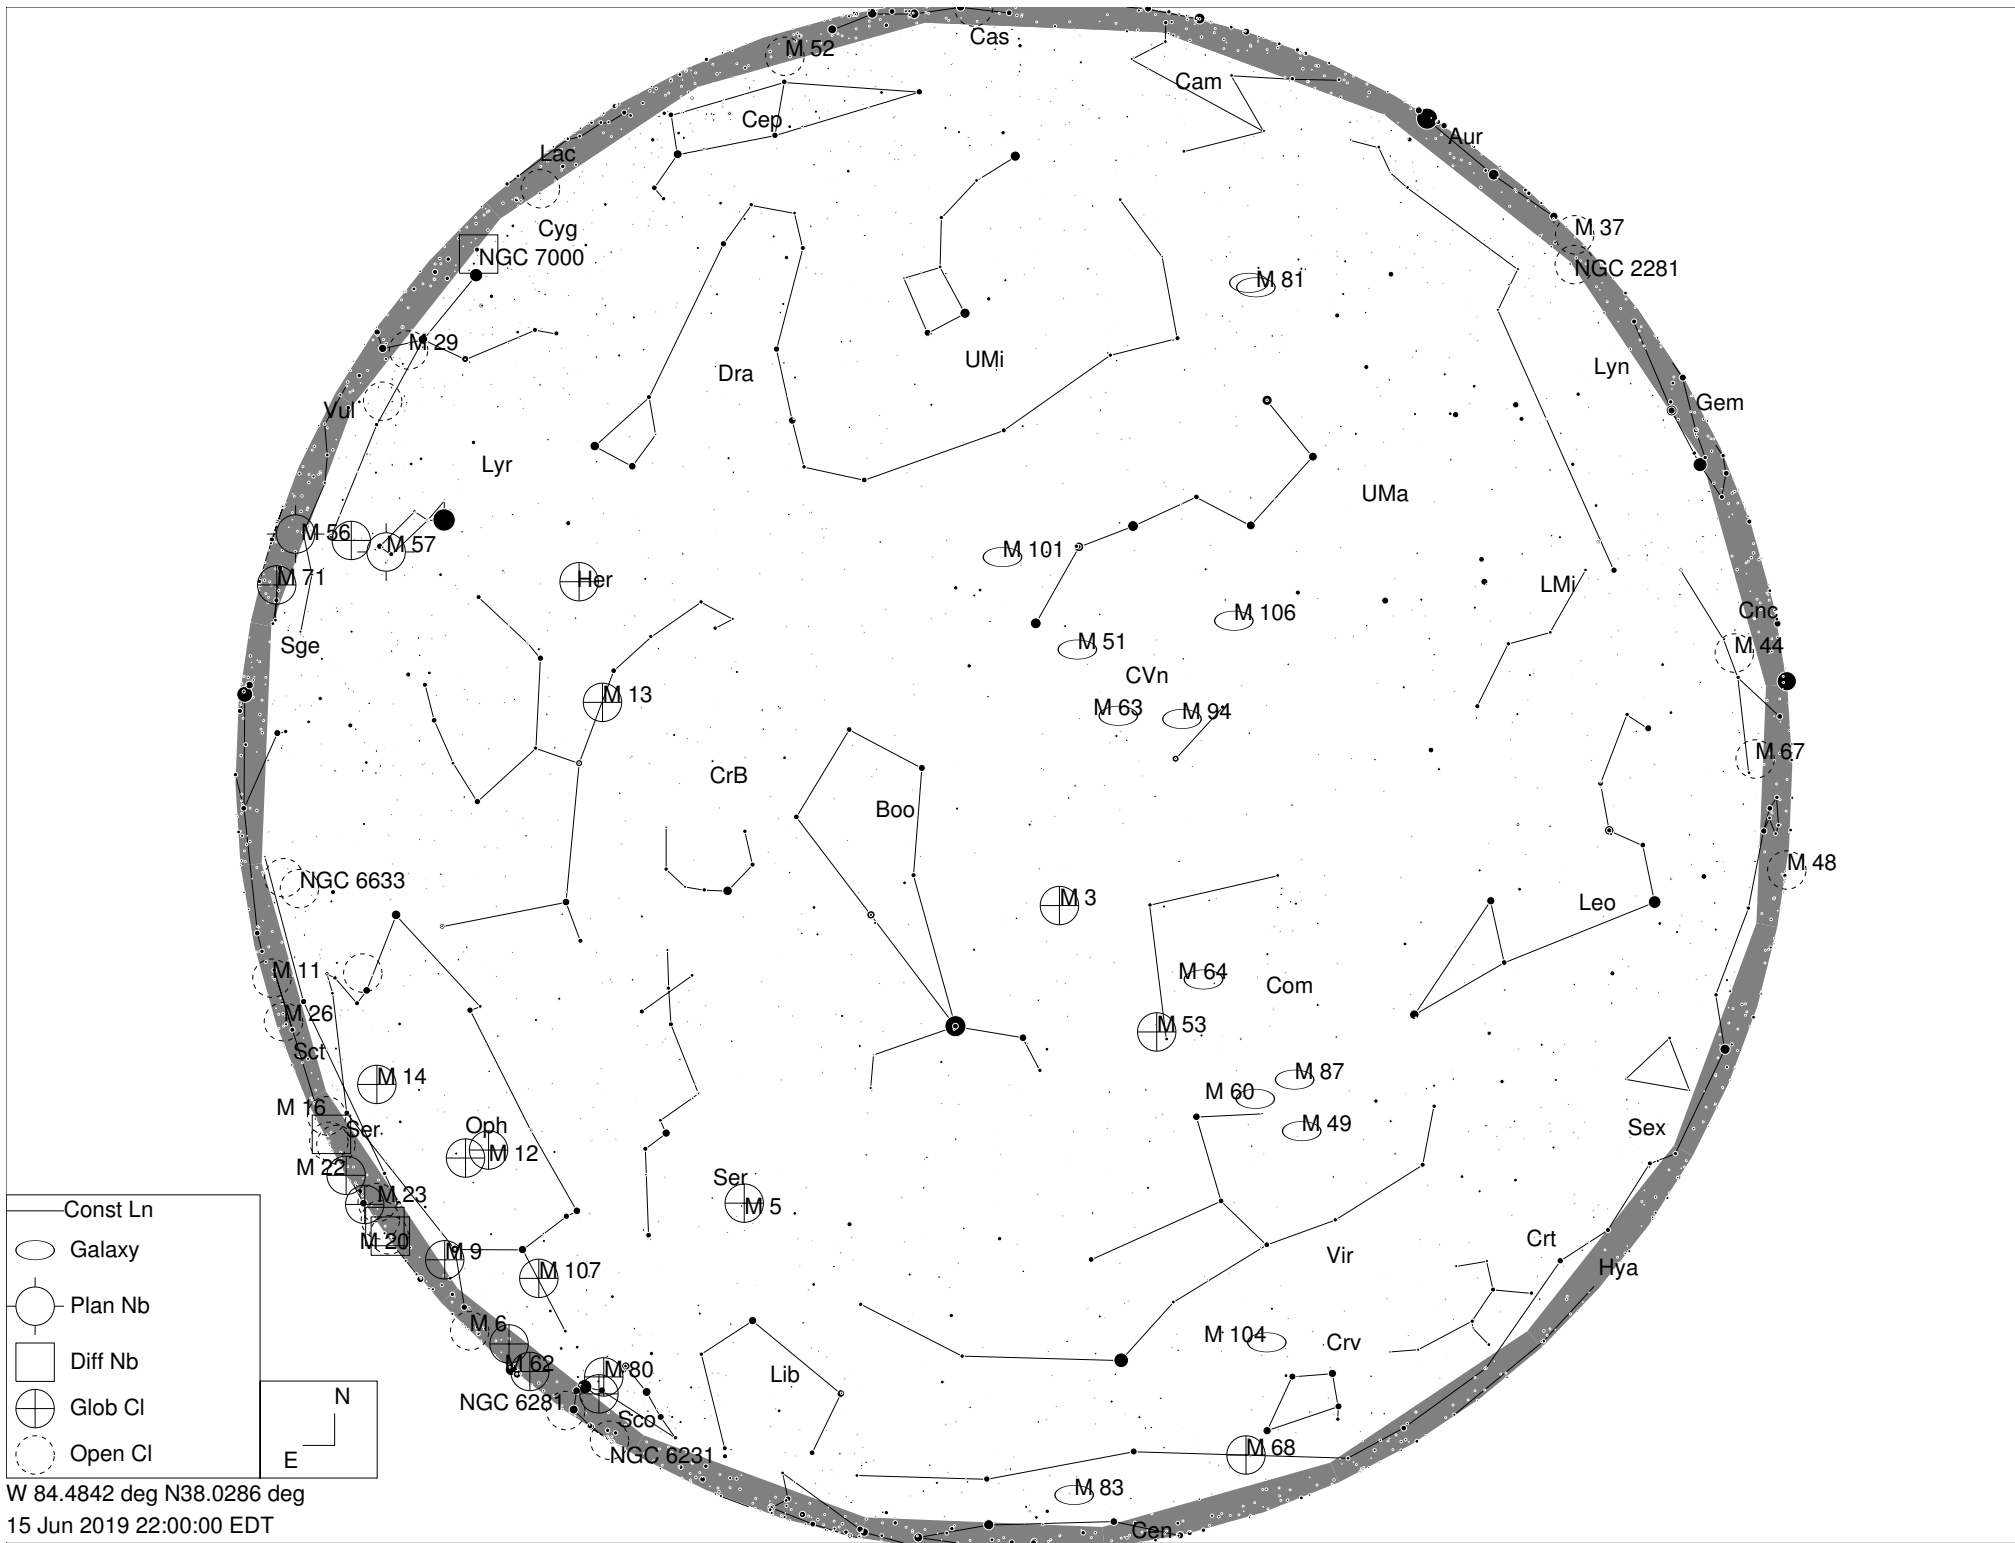 Cas
M 52
Cam
Cep
Aur
Lac
M 37
Cyg
NGC 7000
NGC 2281
M 81
M 29
Lyn
UMi
Dra
Gem
Vul
Lyr
UMa
M 56
M 57
M 101
M 71
Her
LMi
M 106
Cnc
M 51
M 44
Sge
CVn
M 13
M 63
M 94
M 67
CrB
Boo
M 48
NGC 6633
M 3
Leo
M 11
M 64
Com
M 26
M 53
Sct
M 14
M 87
M 60
M 16
Ser
Oph
M 49
Sex
M 12
M 22
Ser
M 23
M 5
Const Ln
M 20
M 9
Crt
Galaxy
Vir
M 107
Hya
Plan Nb
M 6
M 104
Crv
Diff Nb
M 62
M 80
Lib
N
NGC 6281
Glob Cl
Sco
M 68
Open Cl
E
NGC 6231
M 83
W 84.4842 deg N38.0286 deg
15 Jun 2019 22:00:00 EDT
Cen